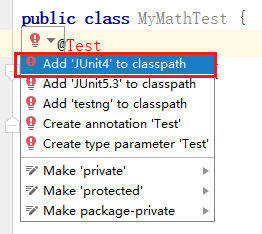 public class MyMathTest {
@Test
Add 'JUnit4' to classpath
{
Add 'JUnit5.3' to classpath
Add 'testng' to classpath
Create annotation 'Test'
Create type parameter 'Test'
Make 'private'
Make 'protected'
Make package-private